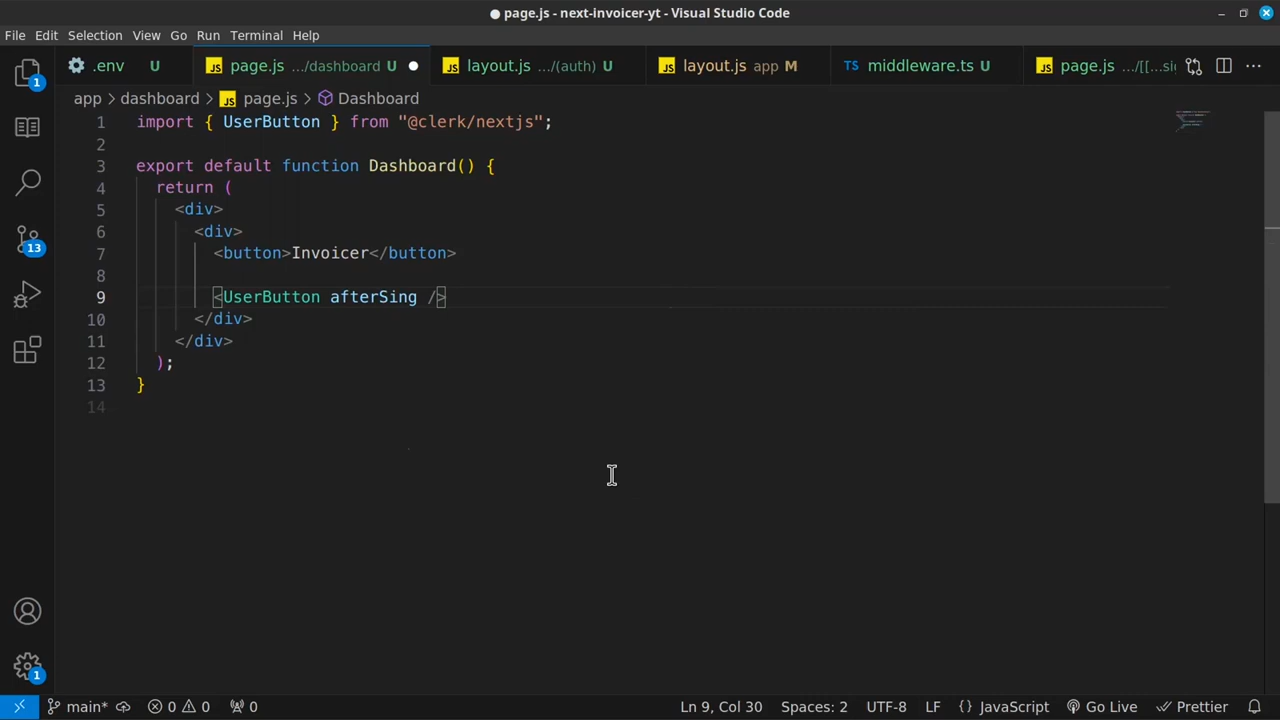 page.js - next-invoicer-yt - Visual Studio Code
File Edit Selection View Go Run Terminal Help
.env U page.js .../dashboard U layout.js .../(auth) U layout.js app M TS middleware.ts U page.js .../[[...si
app > dashboard > page.js > Dashboard
1 import { UserButton } from "@clerk/nextjs";
2
3 export default function Dashboard() {
4 return (
5 <div>
6 <div>
7 <button>Invoicer</button>
8
9 <UserButton afterSing />
10 </div>
11 </div>
12 );
13 }
14
1
13
1
main* 0 0 0 Ln 9, Col 30 Spaces: 2 UTF-8 LF {} JavaScript Go Live Prettier